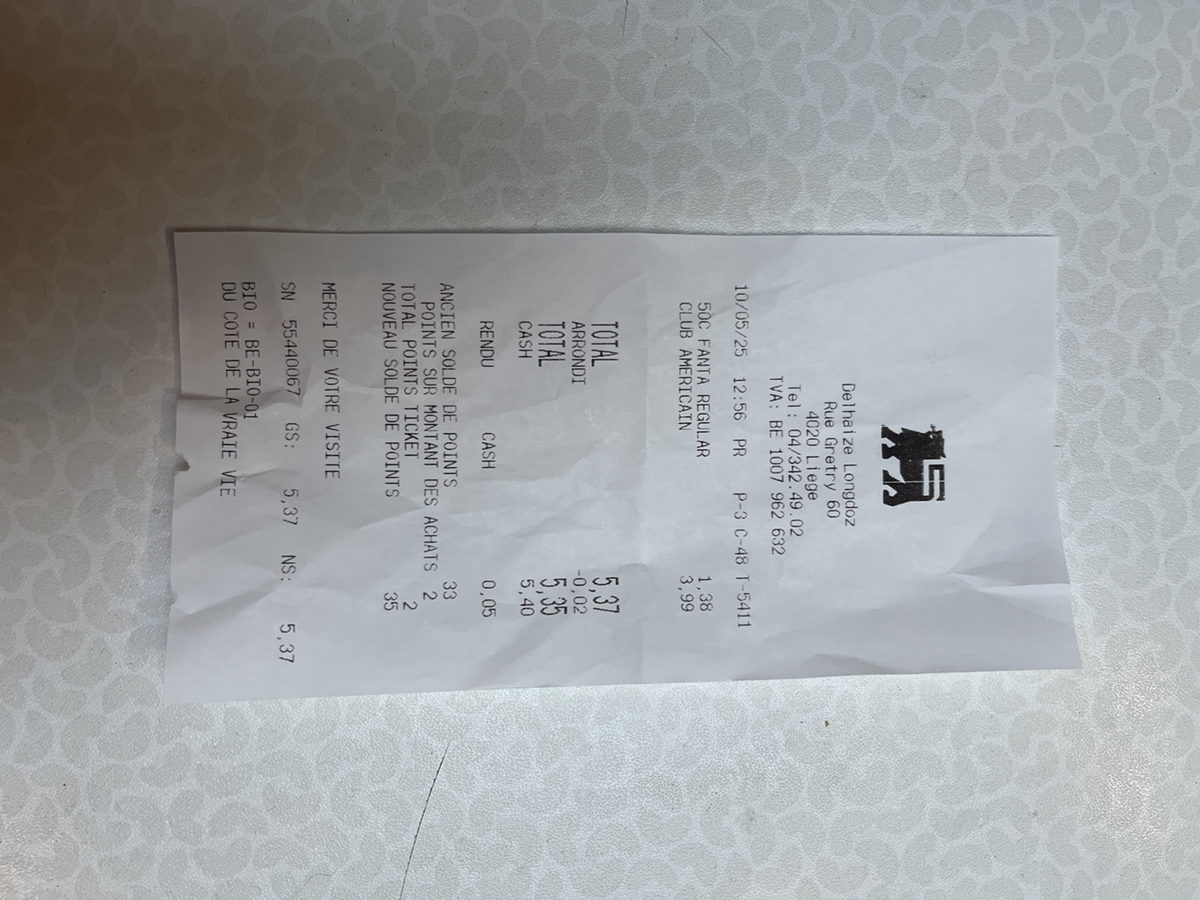 Delhaize Longdoz
Rue Gretry 60
4020 Liege
Tel: 04/342.49.02
TVA: BE 1007 962 632
10/05/25 12:56 PR P-3 C-48 T-5411
50C FANTA REGULAR 1,38
CLUB AMERICAIN 3,99
TOTAL 5,37
ARRONDI -0,02
TOTAL 5,35
CASH 5,40
RENDU CASH 0,05
ANCIEN SOLDE DE POINTS 33
POINTS SUR MONTANT DES ACHATS 2
TOTAL POINTS TICKET 2
NOUVEAU SOLDE DE POINTS 35
MERCI DE VOTRE VISITE
SN 55440067 GS: 5,37 NS: 5,37
BIO = BE-BIO-01
DU COTE DE LA VRAIE VIE